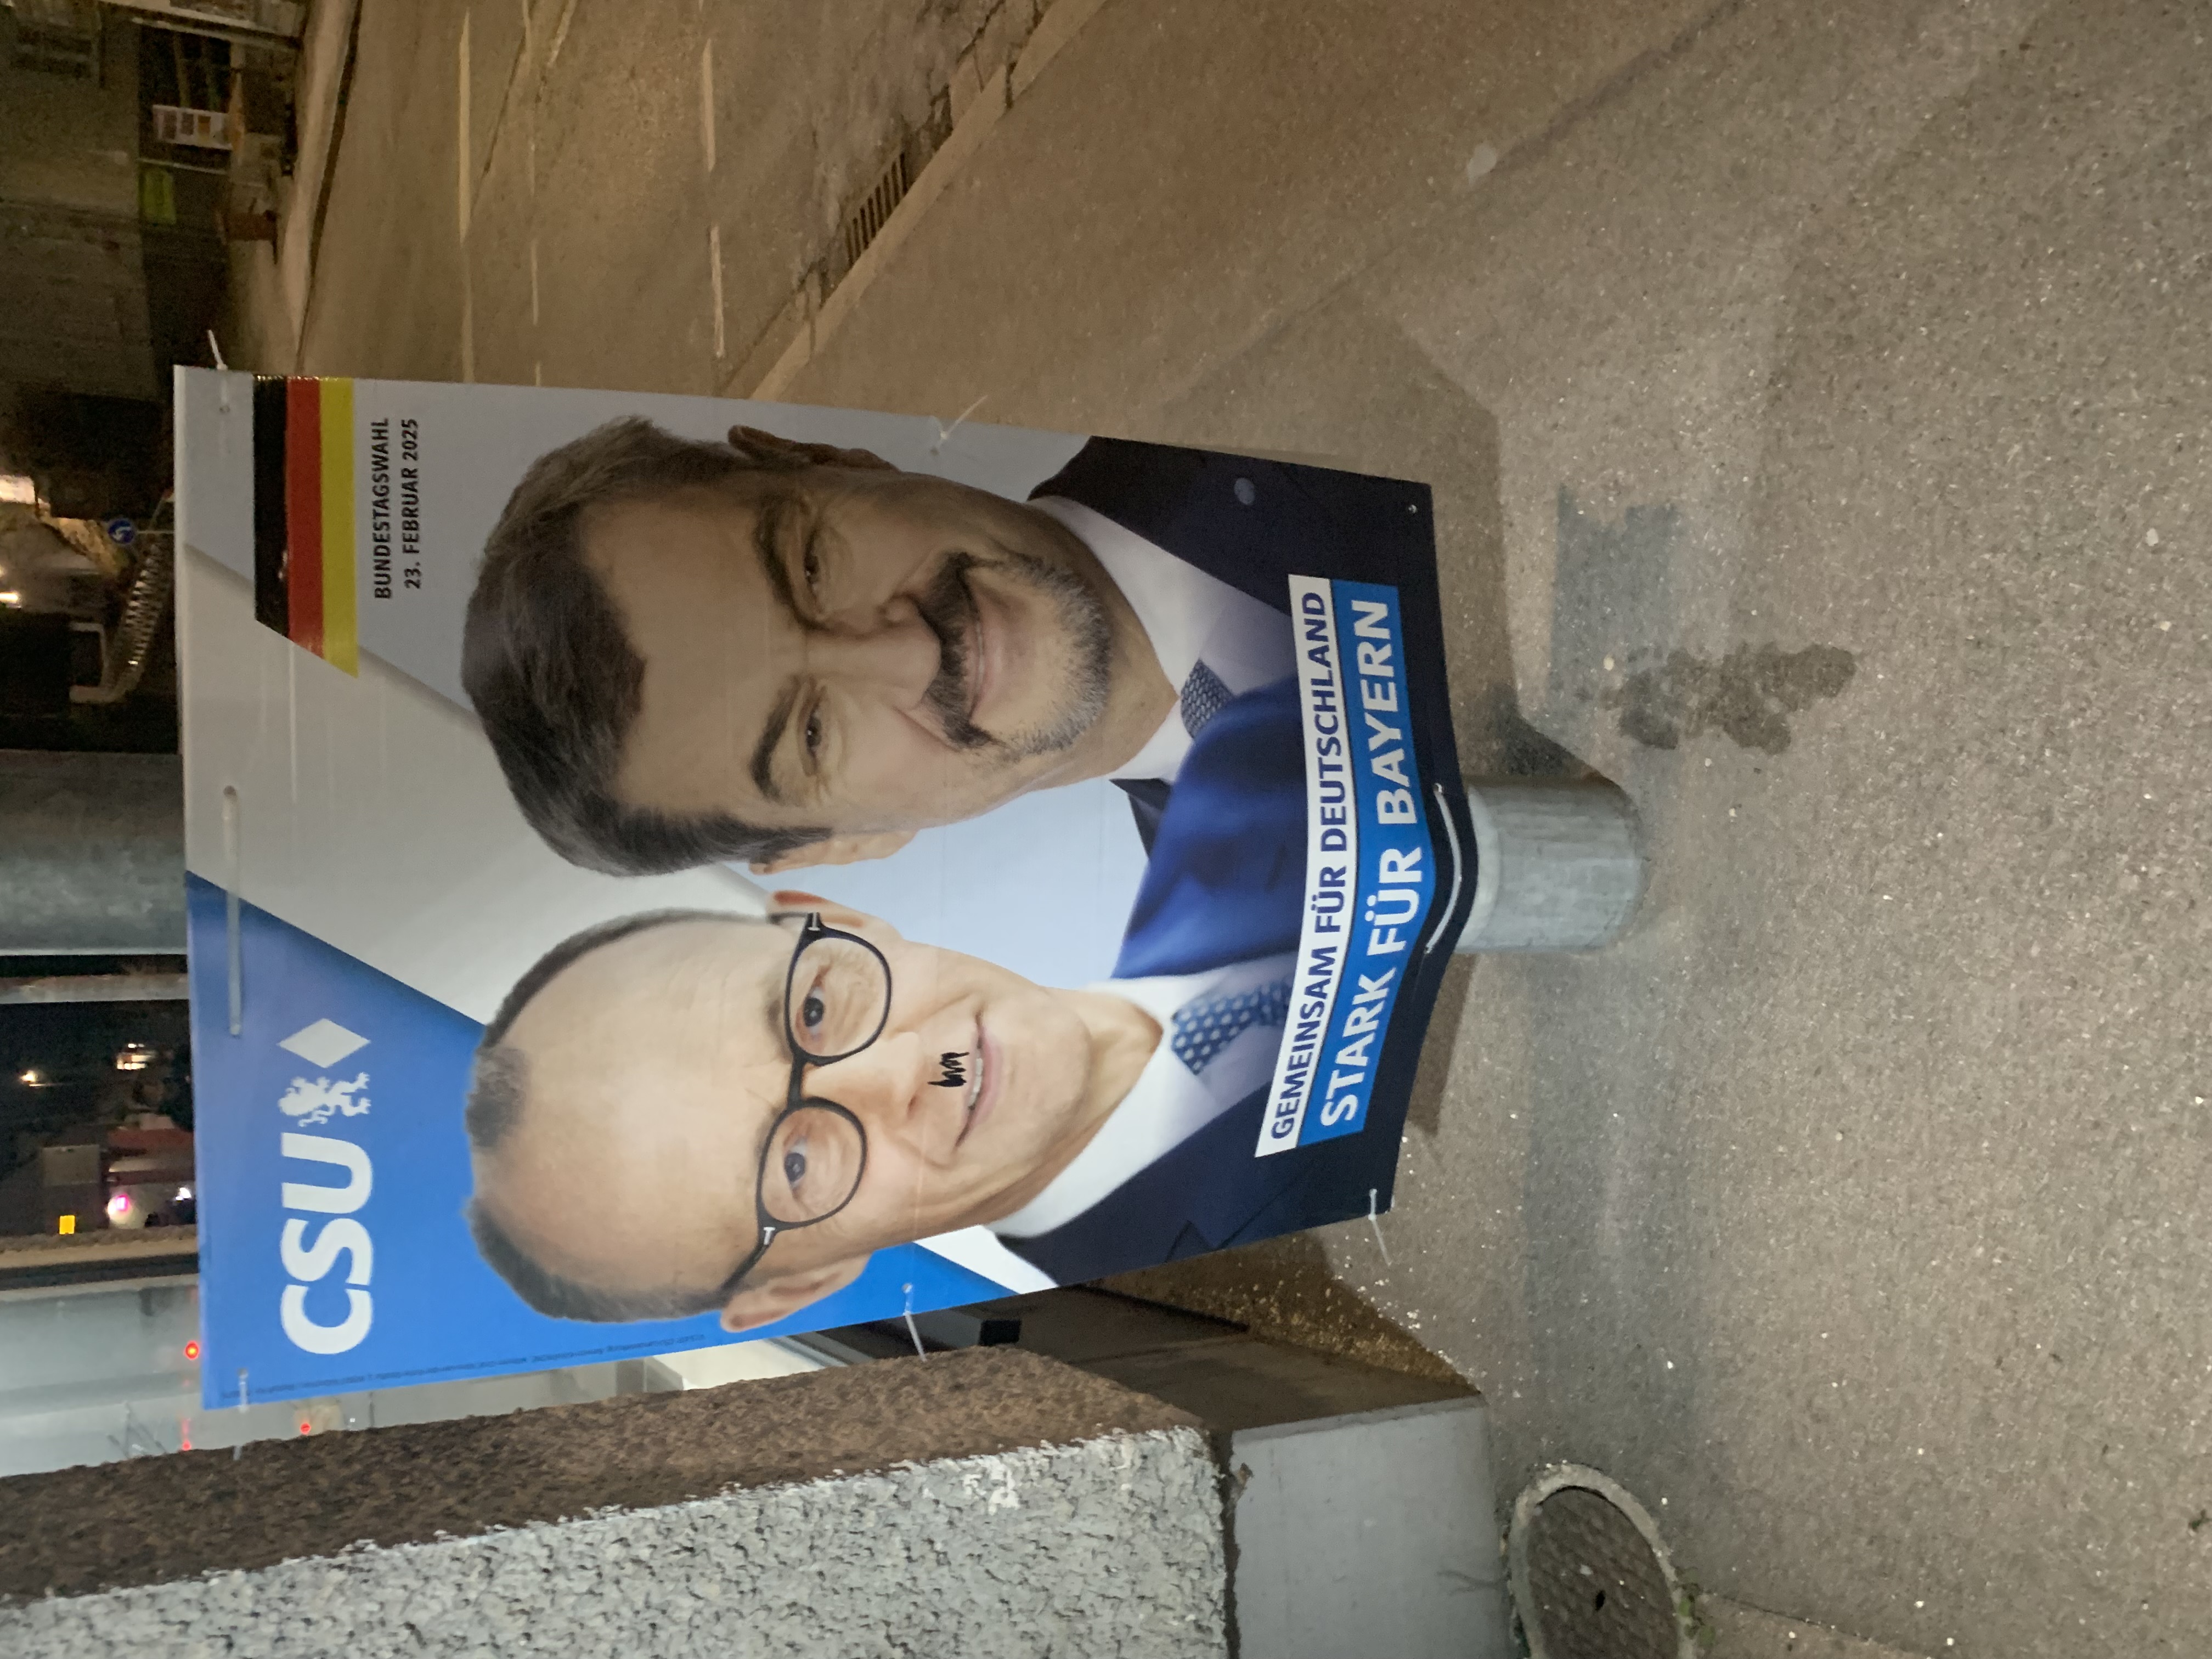 CSU
BUNDESTAGSWAHL
23. FEBRUAR 2025
GEMEINSAM FÜR DEUTSCHLAND
STARK FÜR BAYERN